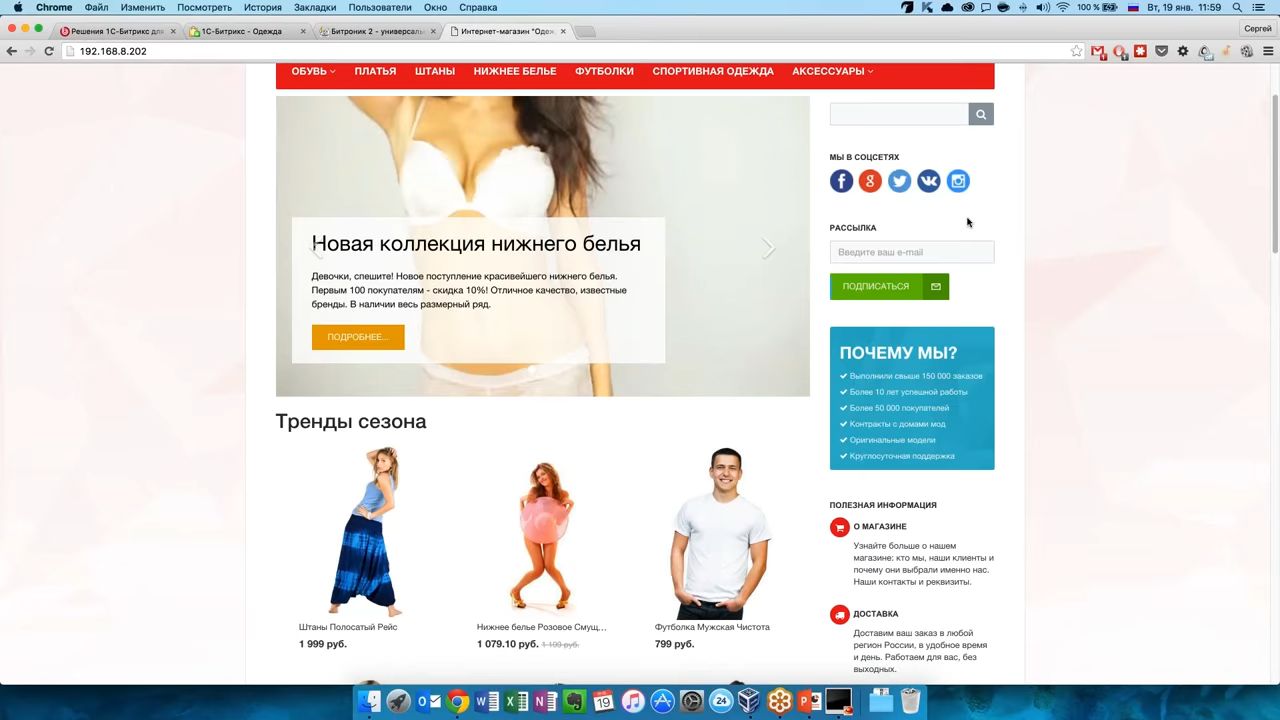 Chrome Файл Изменить Посмотреть История Закладки Пользователи Окно Справка
100 % Вт, 19 янв. 11:59
Решения 1С-Битрикс для
1С-Битрикс - Одежда
Битроник 2 - универсаль
Интернет-магазин "Одеж
Сергей
192.168.8.202
ОБУВЬ ПЛАТЬЯ ШТАНЫ НИЖНЕЕ БЕЛЬЕ ФУТБОЛКИ СПОРТИВНАЯ ОДЕЖДА АКСЕССУАРЫ
Новая коллекция нижнего белья
Девочки, спешите! Новое поступление красивейшего нижнего белья.
Первым 100 покупателям - скидка 10%! Отличное качество, известные
бренды. В наличии весь размерный ряд.
ПОДРОБНЕЕ...
Тренды сезона
Штаны Полосатый Рейс
1 999 руб.
Нижнее белье Розовое Смущ...
1 079.10 руб. 1 199 руб.
Футболка Мужская Чистота
799 руб.
МЫ В СОЦСЕТЯХ
РАССЫЛКА
Введите ваш e-mail
ПОДПИСАТЬСЯ
ПОЧЕМУ МЫ?
Выполнили свыше 150 000 заказов
Более 10 лет успешной работы
Более 50 000 покупателей
Контракты с домами мод
Оригинальные модели
Круглосуточная поддержка
ПОЛЕЗНАЯ ИНФОРМАЦИЯ
О МАГАЗИНЕ
Узнайте больше о нашем
магазине: кто мы, наши клиенты и
почему они выбрали именно нас.
Наши контакты и реквизиты.
ДОСТАВКА
Доставим ваш заказ в любой
регион России, в удобное время
и день. Работаем для вас, без
выходных.
19
24